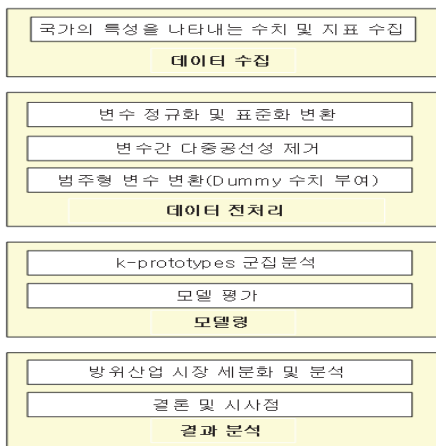 국가의 특성을 나타내는 수치 및 지표 수집
데이터 수집
변수 정규화 및 표준화 변환
변수간 다중공선성 제거
범주형 변수 변환(Dummy 수치 부여)
데이터 전처리
k-prototypes 군집분석
모델 평가
모델링
방위산업 시장 세분화 및 분석
결론 및 시사점
결과 분석